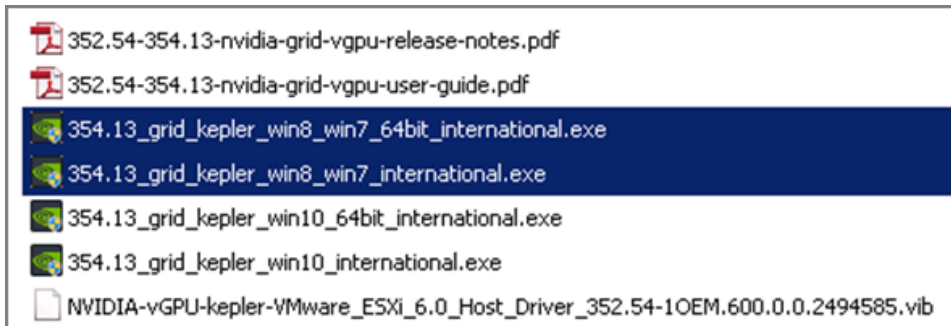 352.54-354.13-nvidia-grid-vgpu-release-notes.pdf
352.54-354.13-nvidia-grid-vgpu-user-guide.pdf
354.13_grid_kepler_win8_win7_64bit_international.exe
354.13_grid_kepler_win8_win7_international.exe
354.13_grid_kepler_win10_64bit_international.exe
354.13_grid_kepler_win10_international.exe
NVIDIA-vGPU-kepler-VMware_ESXi_6.0_Host_Driver_352.54-1OEM.600.0.0.2494585.vib